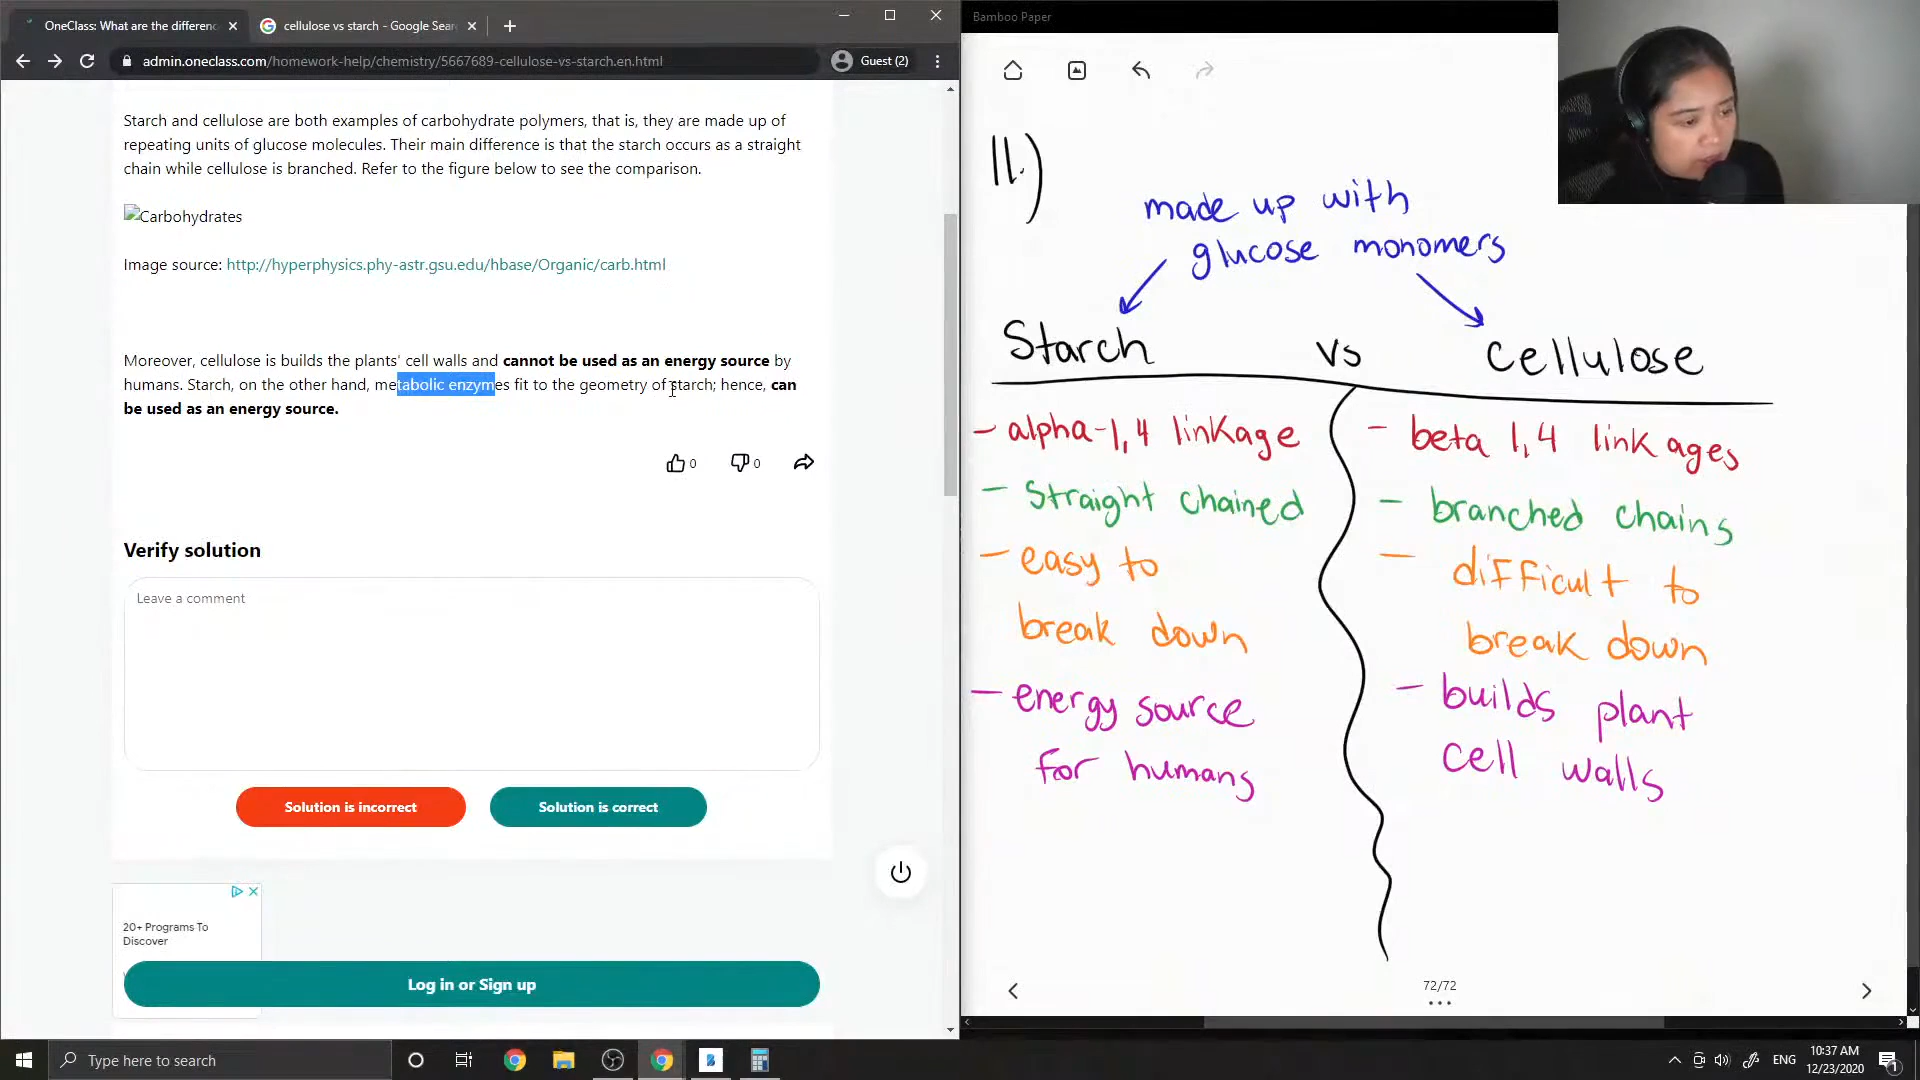 OneClass: What are the differenc
cellulose vs starch - Google Sear
admin.oneclass.com/homework-help/chemistry/5667689-cellulose-vs-starch.en.html
Guest (2)
Starch and cellulose are both examples of carbohydrate polymers, that is, they are made up of
repeating units of glucose molecules. Their main difference is that the starch occurs as a straight
chain while cellulose is branched. Refer to the figure below to see the comparison.
Carbohydrates
Image source: http://hyperphysics.phy-astr.gsu.edu/hbase/Organic/carb.html
Moreover, cellulose is builds the plants' cell walls and cannot be used as an energy source by
humans. Starch, on the other hand, metabolic enzymes fit to the geometry of starch; hence, can
be used as an energy source.
0
0
Verify solution
Leave a comment
Solution is incorrect
Solution is correct
20+ Programs To
Discover
Log in or Sign up
Bamboo Paper
11.)
made up with
glucose monomers
Starch vs cellulose
- alpha-1,4 linkage
- Straight chained
- easy to
break down
- energy source
for humans
- beta 1,4 linkages
- branched chains
- difficult to
break down
- builds plant
cell walls
72/72
Type here to search
ENG
10:37 AM
12/23/2020
1